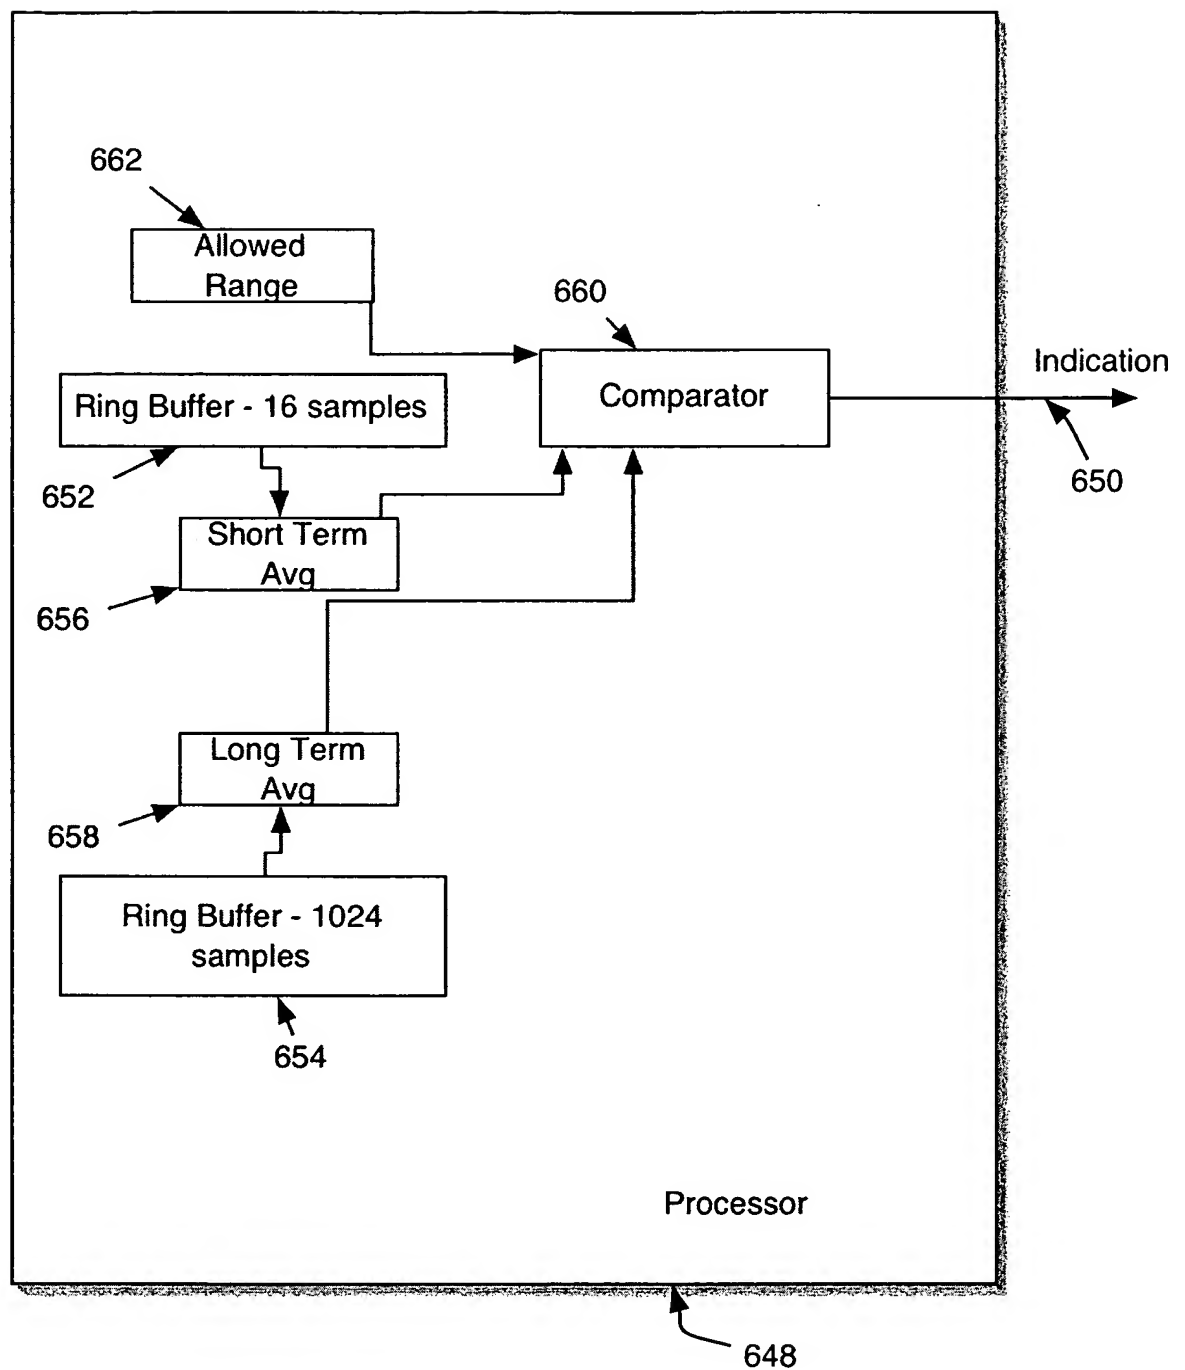 662
Allowed
Range
660
Indication
Comparator
Ring Buffer - 16 samples
650
652
Short Term
Avg
656
Long Term
Avg
658
Ring Buffer - 1024
samples
654
Processor
648